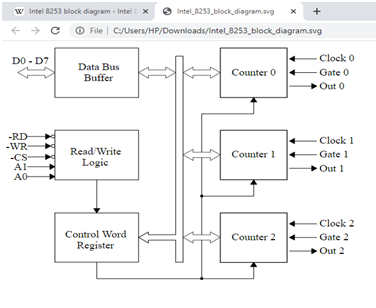 Intel 8253 block diagram - Intel 8
Intel_8253_block_diagram.svg
File | C:/Users/HP/Downloads/Intel_8253_block_diagram.svg
D0 - D7
Data Bus
Buffer
Counter 0
Clock 0
Gate 0
Out 0
-RD
-WR
-CS
A1
A0
Read/Write
Logic
Counter 1
Clock 1
Gate 1
Out 1
Control Word
Register
Counter 2
Clock 2
Gate 2
Out 2